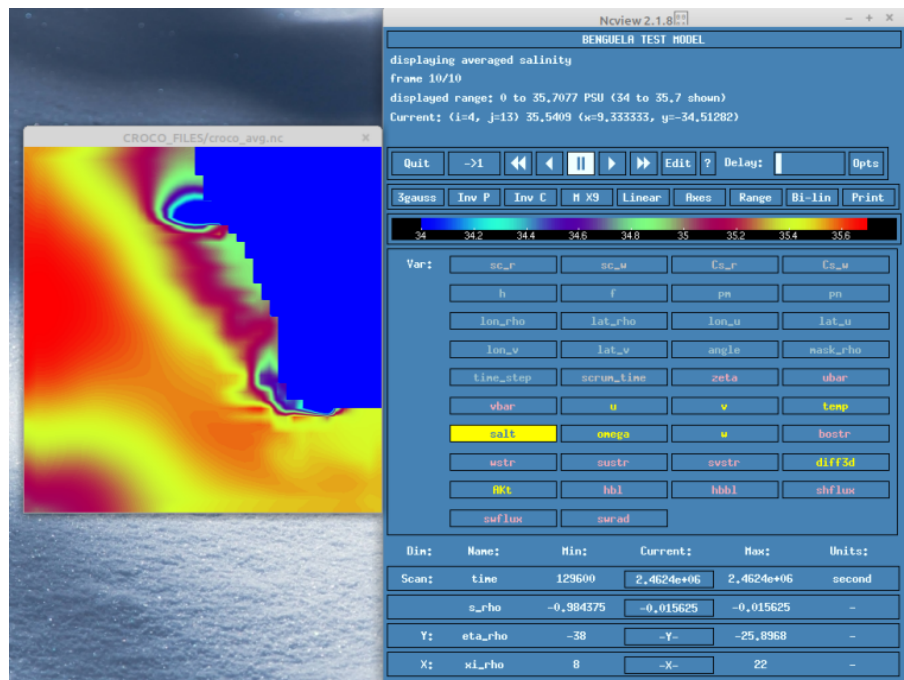 Ncview 2.1.8
BENGUELA TEST MODEL
displaying averaged salinity
frame 10/10
displayed range: 0 to 35.7077 PSU (34 to 35.7 shown)
Current: (i=4, j=13) 35.5409 (x=9.333333, y=-34.51282)
CROCO_FILES/croco_avg.nc
Quit ->1 Edit ? Delay: Opts
3gauss Inv P Inv C M X9 Linear Axes Range Bi-lin Print
34 34.2 34.4 34.6 34.8 35 35.2 35.4 35.6
Var: sc_r sc_w Cs_r Cs_w
h f pm pn
lon_rho lat_rho lon_u lat_u
lon_v lat_v angle mask_rho
time_step scrum_time zeta ubar
vbar u v temp
salt omega w bostr
wstr sustr svstr diff3d
AKt hbl hbbl shflux
swflux swrad
Dim: Name: Min: Current: Max: Units:
Scan: time 129600 2.4624e+06 2.4624e+06 second
s_rho -0.984375 -0.015625 -0.015625 -
Y: eta_rho -38 -Y- -25.8968 -
X: xi_rho 8 -X- 22 -